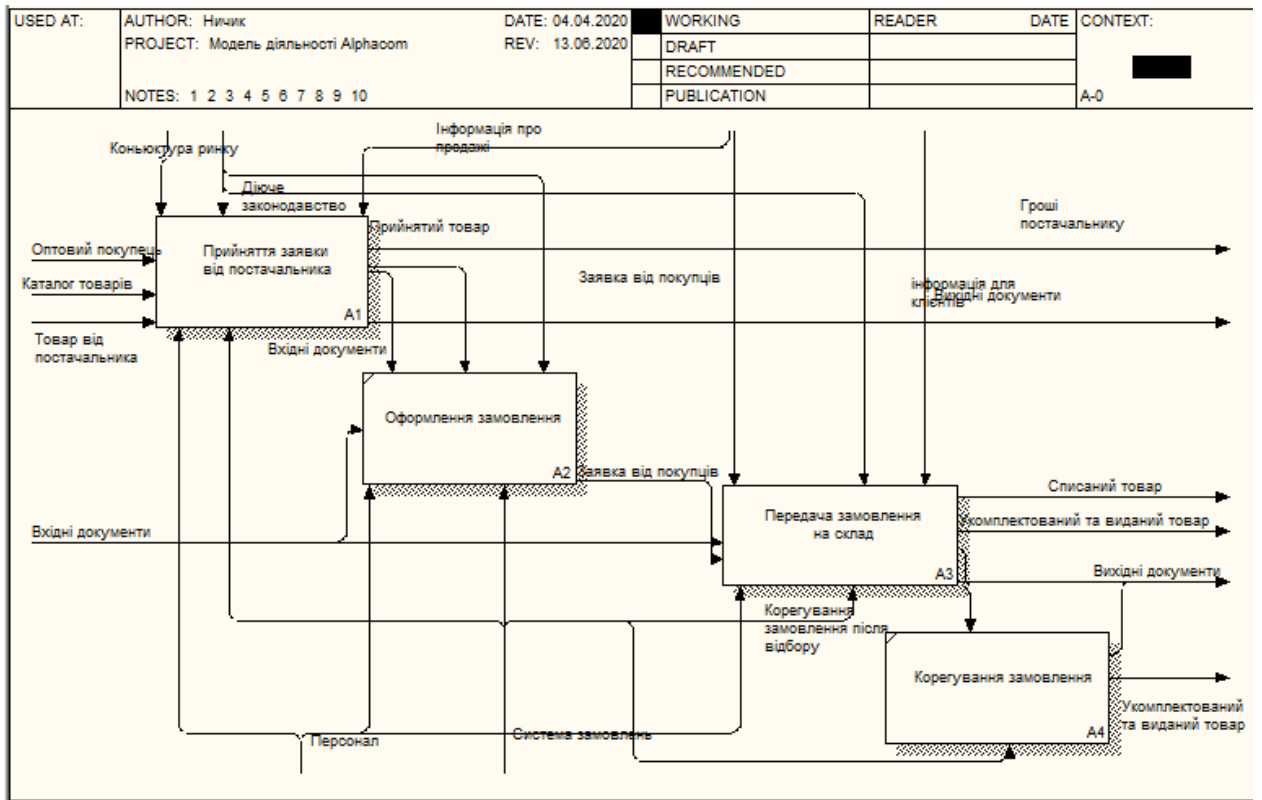 USED AT:
AUTHOR: Ничик
DATE: 04.04.2020
WORKING
READER
DATE
CONTEXT:
PROJECT: Модель діяльності Alphacom
REV: 13.06.2020
DRAFT
RECOMMENDED
NOTES: 1 2 3 4 5 6 7 8 9 10
PUBLICATION
A-0
Коньюктура ринку
Інформація про
продажі
Діюче
законодавство
Гроші
постачальнику
Прийнятий товар
Оптовий покупець
Прийняття заявки
від постачальника
Каталог товарів
Заявка від покупців
інформація для
клієнтів
Вихідні документи
A1
Товар від
постачальника
Вхідні документи
Оформлення замовлення
A2
Заявка від покупців
Списаний товар
Передача замовлення
на склад
Укомплектований та виданий товар
Вхідні документи
A3
Вихідні документи
Корегування
замовлення після
відбору
Корегування замовлення
Укомплектований
та виданий товар
A4
Персонал
Система замовлень